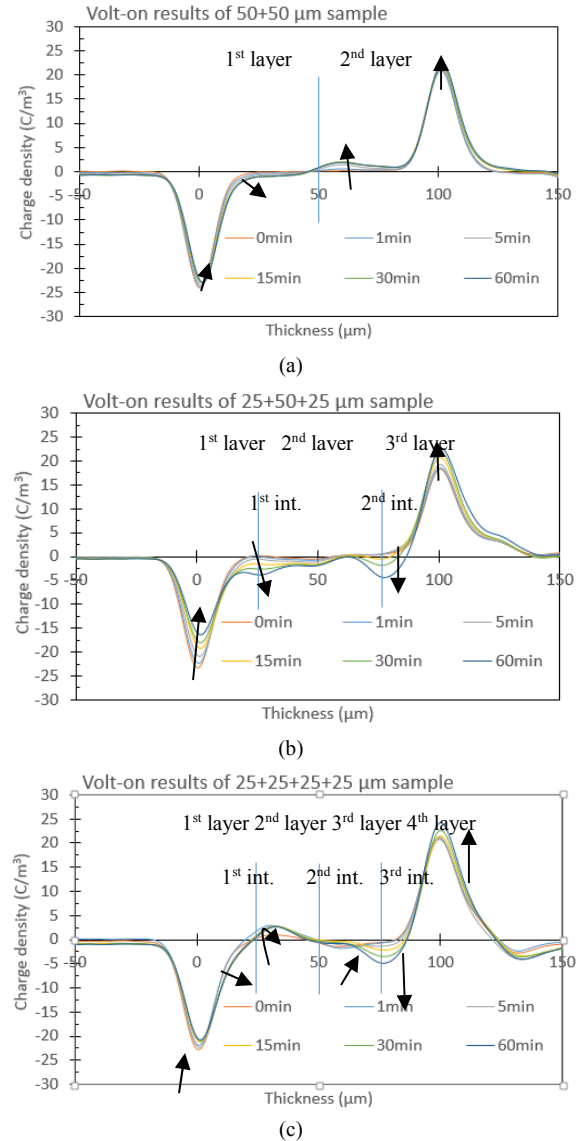 Volt-on results of 50+50 µm sample
30
25
20
15
10
5
0
-5
-10
-15
-20
-25
-30
Charge density (C/m³)
1st layer 2nd layer
-50 0 50 100 150
0min 1min 5min
15min 30min 60min
Thickness (µm)
(a)
Volt-on results of 25+50+25 µm sample
30
25
20
15
10
5
0
-5
-10
-15
-20
-25
-30
Charge density (C/m³)
1st laver 2nd laver 3rd laver
1st int. 2nd int.
-50 0 50 100 150
0min 1min 5min
15min 30min 60min
Thickness (µm)
(b)
Volt-on results of 25+25+25+25 µm sample
30
25
20
15
10
5
0
-5
-10
-15
-20
-25
-30
Charge density (C/m³)
1st layer 2nd layer 3rd layer 4th layer
1st int. 2nd int. 3rd int.
-50 0 50 100 150
0min 1min 5min
15min 30min 60min
Thickness (µm)
(c)